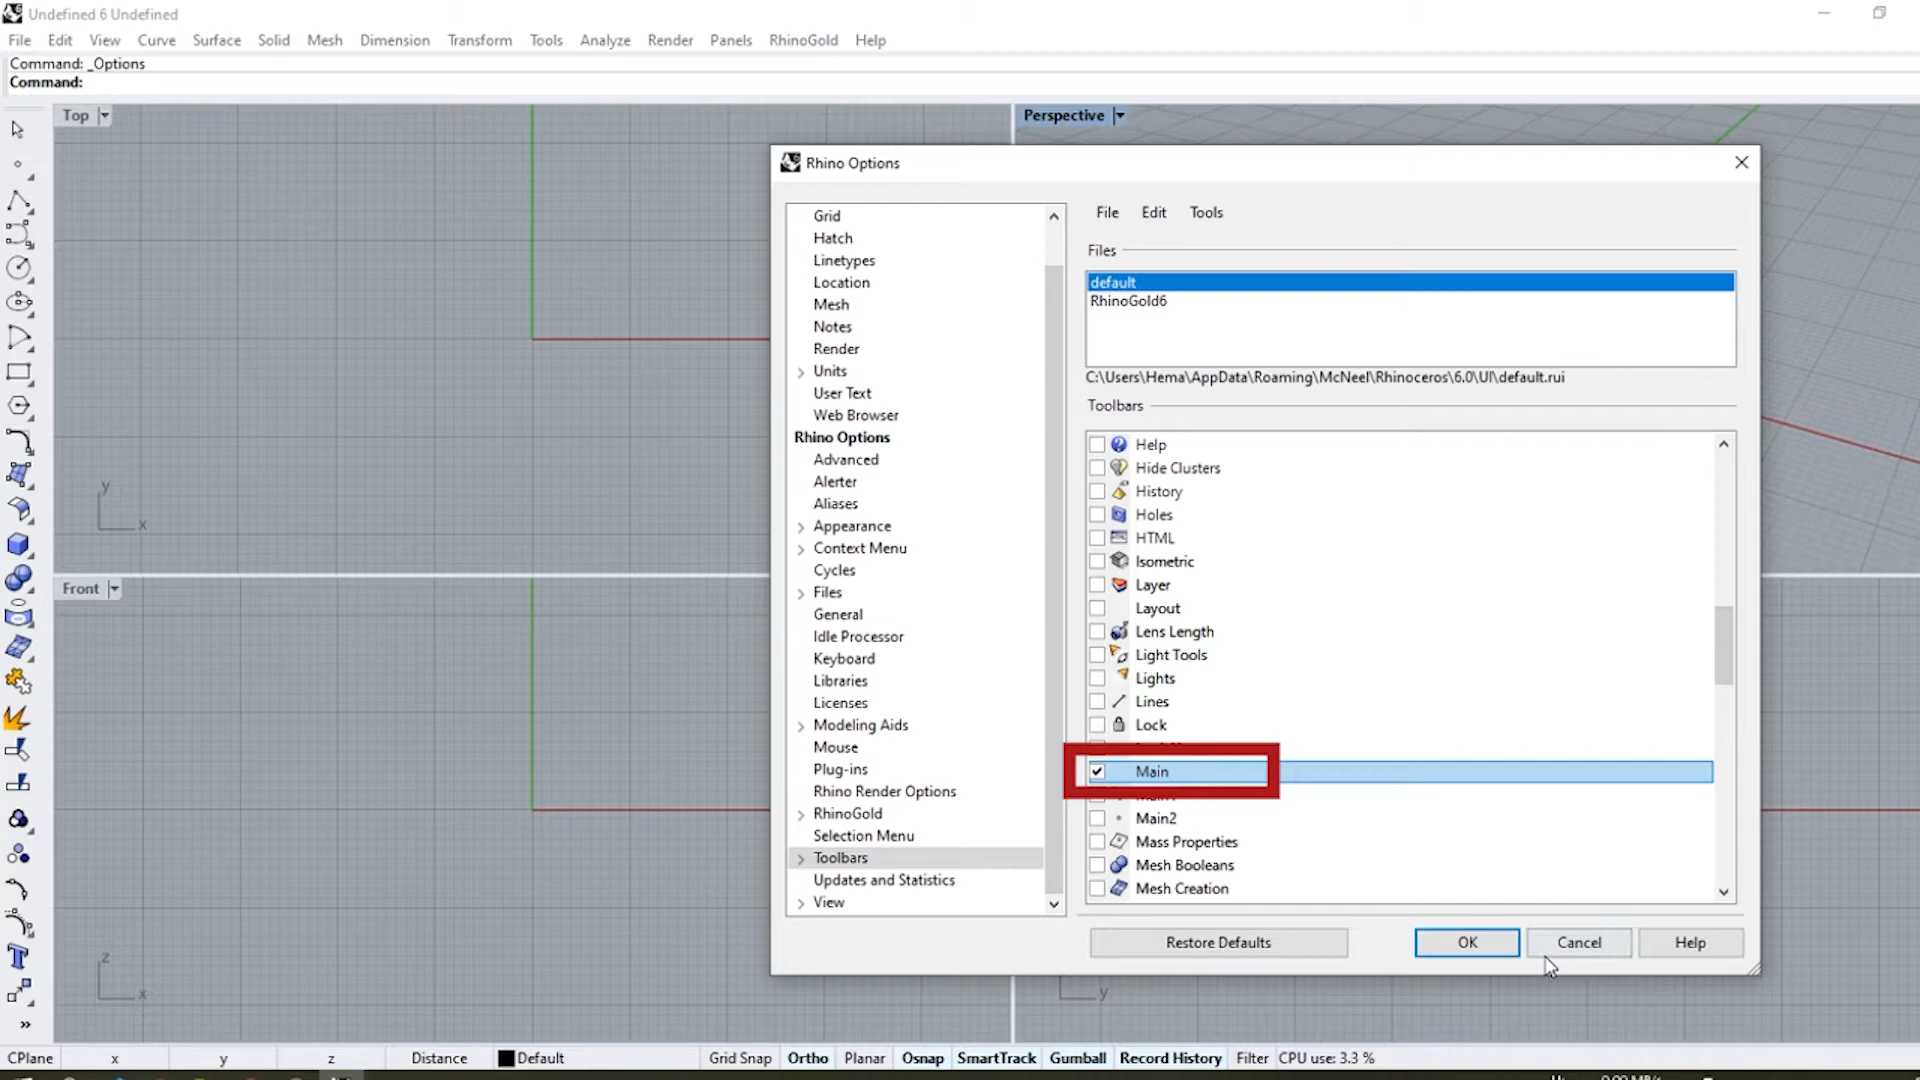 Undefined 6 Undefined
File Edit View Curve Surface Solid Mesh Dimension Transform Tools Analyze Render Panels RhinoGold Help
Command: _Options
Command:
Top
Perspective
Rhino Options
Grid
Hatch
Linetypes
Location
Mesh
Notes
Render
Units
User Text
Web Browser
Rhino Options
Advanced
Alerter
Aliases
Appearance
Context Menu
Cycles
Files
General
Idle Processor
Keyboard
Libraries
Licenses
Modeling Aids
Mouse
Plug-ins
Rhino Render Options
RhinoGold
Selection Menu
Toolbars
Updates and Statistics
View
File Edit Tools
Files
default
RhinoGold6
C:\Users\Hema\AppData\Roaming\McNeel\Rhinoceros\6.0\UI\default.rui
Toolbars
Help
Hide Clusters
History
Holes
HTML
Isometric
Layer
Layout
Lens Length
Light Tools
Lights
Lines
Lock
Main
Main2
Mass Properties
Mesh Booleans
Mesh Creation
Restore Defaults OK Cancel Help
y
x
Front
z
x
y
CPlane x y z Distance Default Grid Snap Ortho Planar Osnap SmartTrack Gumball Record History Filter CPU use: 3.3 %